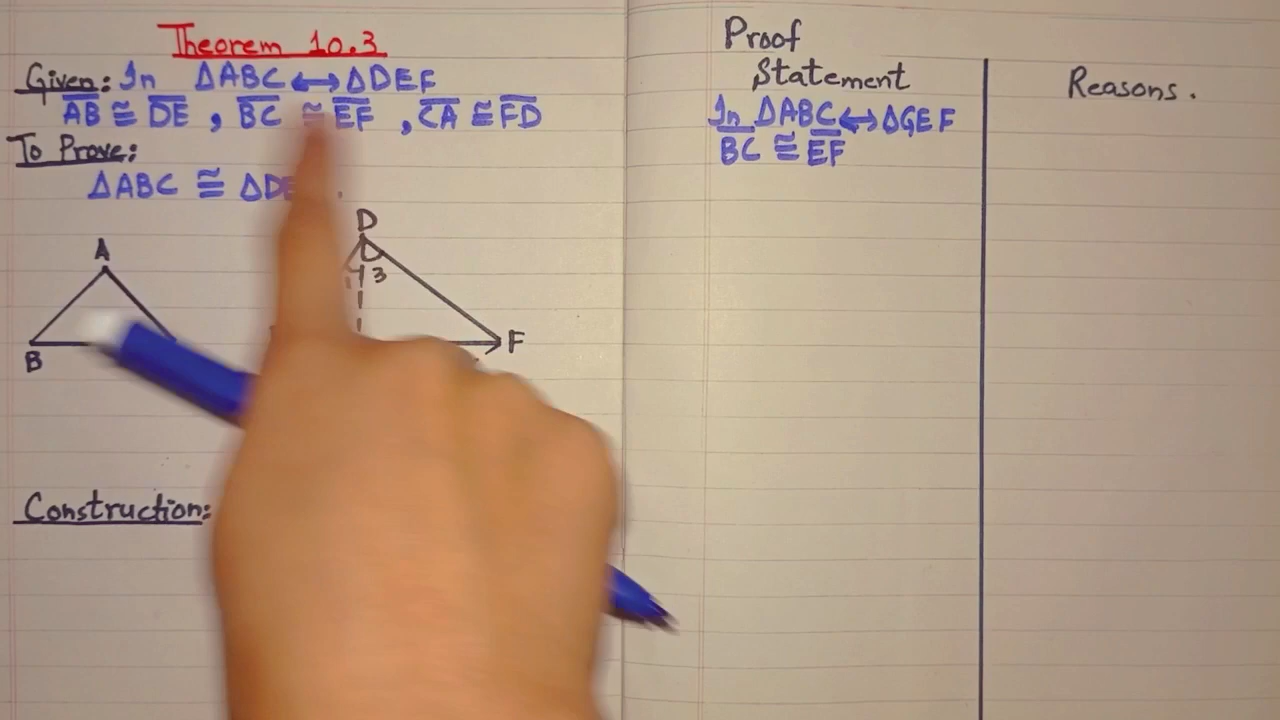 Theorem 10.3
Given: In ΔABC ↔ ΔDEF
AB ≅ DE , BC ≅ EF , CA ≅ FD
To Prove:
ΔABC ≅ .
A
B
D
3
F
Construction:
Proof
Statement
Reasons.
In ΔABC ↔ ΔGEF
BC ≅ EF